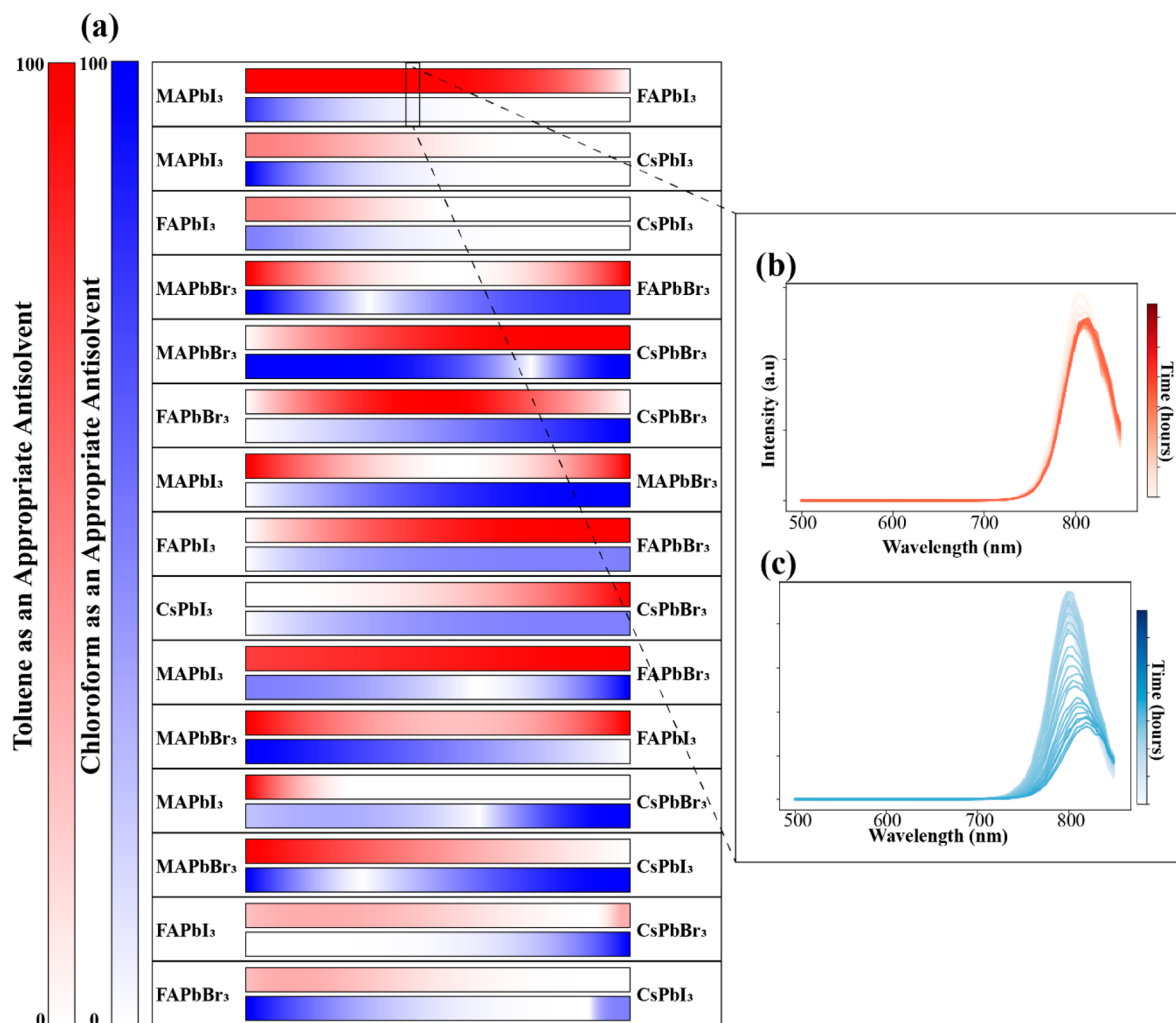 (a)
Toluene as an Appropriate Antisolvent
100
0
Chloroform as an Appropriate Antisolvent
100
0
MAPbI₃ FAPbI₃
MAPbI₃ CsPbI₃
FAPbI₃ CsPbI₃
MAPbBr₃ FAPbBr₃
MAPbBr₃ CsPbBr₃
FAPbBr₃ CsPbBr₃
MAPbI₃ MAPbBr₃
FAPbI₃ FAPbBr₃
CsPbI₃ CsPbBr₃
MAPbI₃ FAPbBr₃
MAPbBr₃ FAPbI₃
MAPbI₃ CsPbBr₃
MAPbBr₃ CsPbI₃
FAPbI₃ CsPbBr₃
FAPbBr₃ CsPbI₃
(b)
Intensity (a.u)
500 600 700 800
Wavelength (nm)
Time (hours)
(c)
500 600 700 800
Wavelength (nm)
Time (hours)